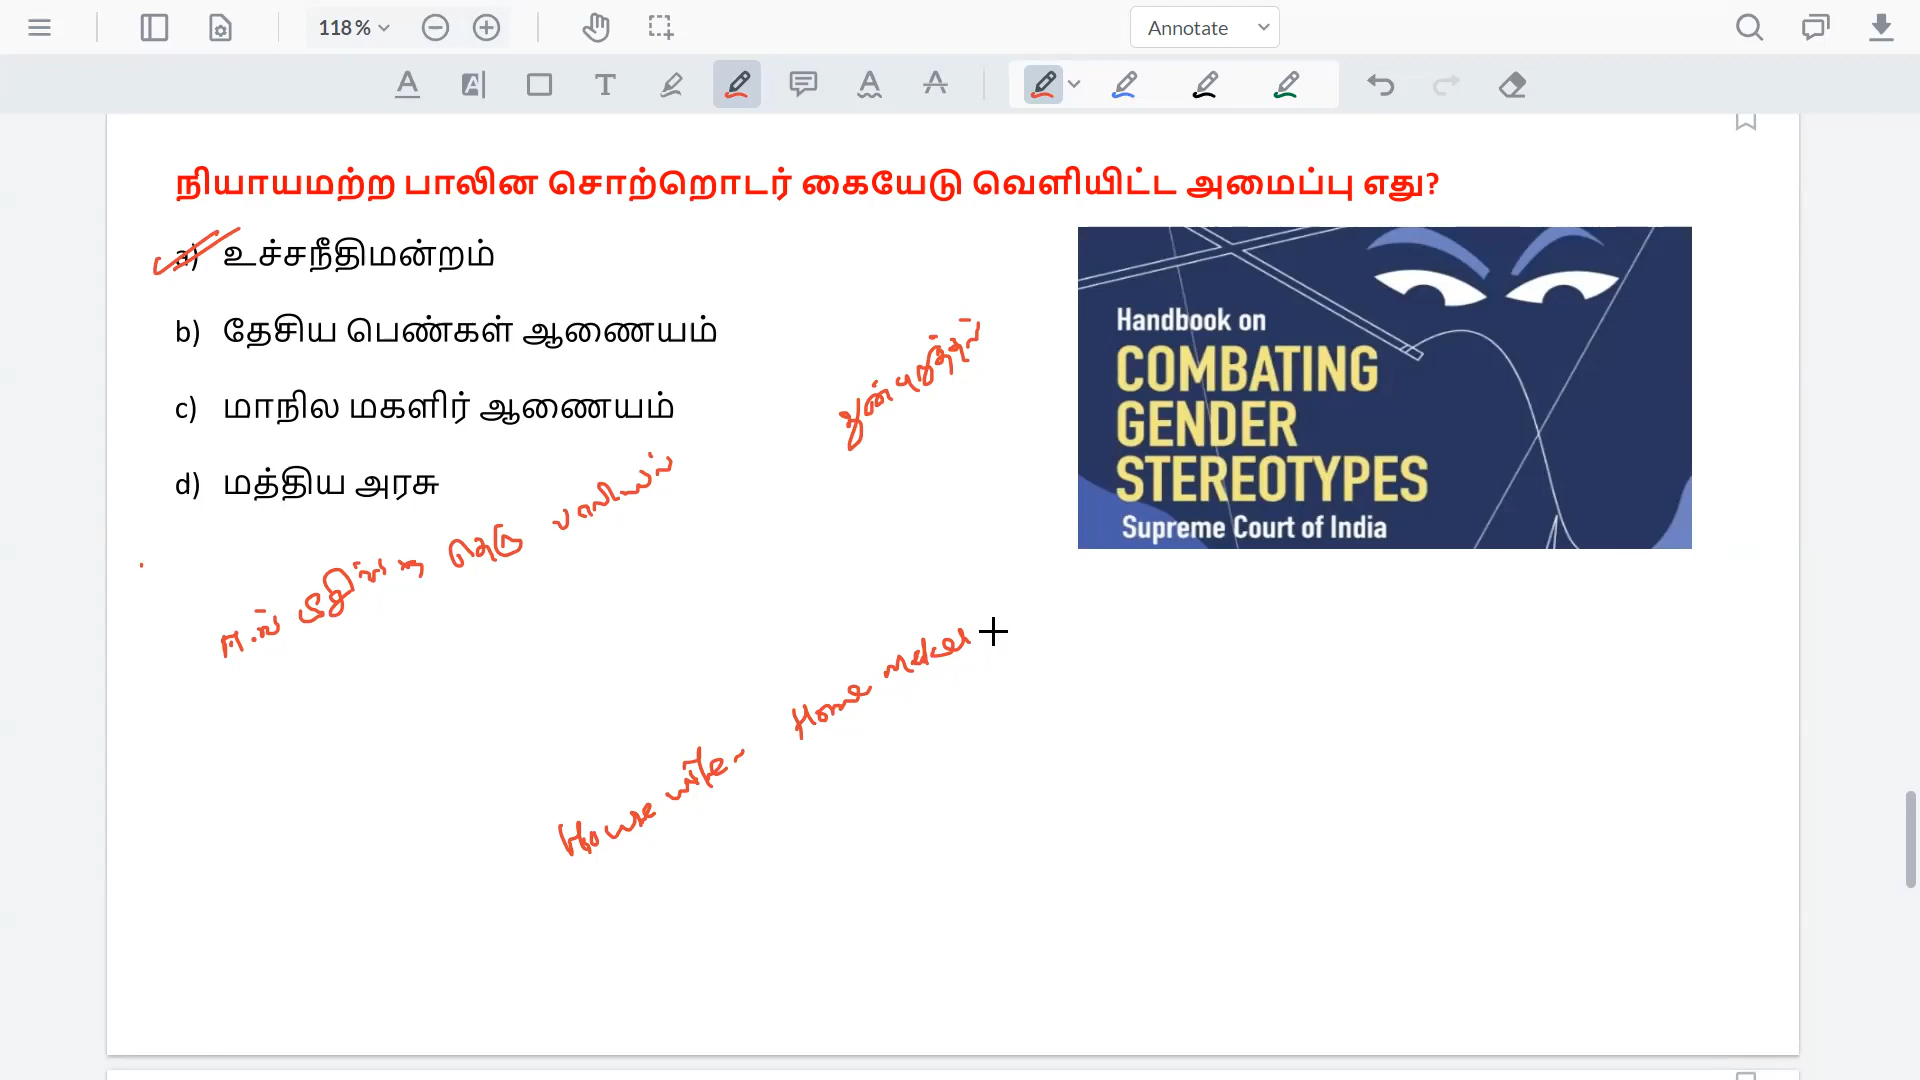 118%
Annotate
நியாயமற்ற பாலின சொற்றொடர் கையேடு வெளியிட்ட அமைப்பு எது?
a) உச்சநீதிமன்றம்
b) தேசிய பெண்கள் ஆணையம்
c) மாநில மகளிர் ஆணையம்
d) மத்திய அரசு
Handbook on
COMBATING
GENDER
STEREOTYPES
Supreme Court of India
துன்புறுத்தல்
House wife - Home maker